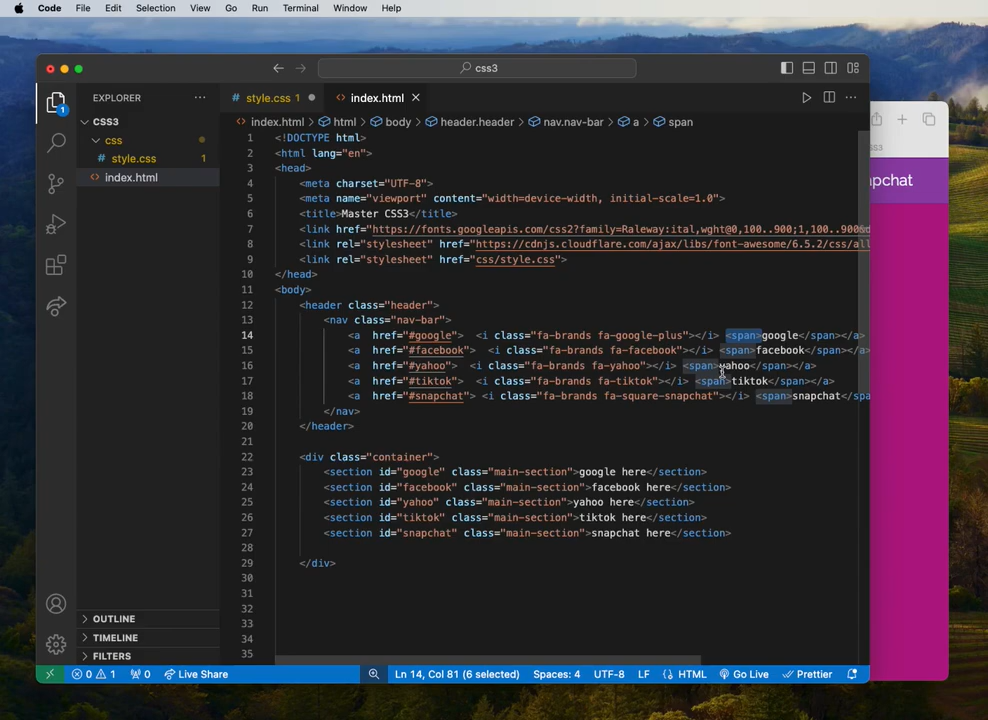 Code File Edit Selection View Go Run Terminal Window Help
css3
EXPLORER
style.css 1
index.html
CSS3
index.html > html > body > header.header > nav.nav-bar > a > span
css
style.css 1
index.html
1 <!DOCTYPE html>
2 <html lang="en">
3 <head>
4 <meta charset="UTF-8">
5 <meta name="viewport" content="width=device-width, initial-scale=1.0">
6 <title>Master CSS3</title>
7 <link href="https://fonts.googleapis.com/css2?family=Raleway:ital,wght@0,100..900;1,100..900&d
8 <link rel="stylesheet" href="https://cdnjs.cloudflare.com/ajax/libs/font-awesome/6.5.2/css/all
9 <link rel="stylesheet" href="css/style.css">
10 </head>
11 <body>
12 <header class="header">
13 <nav class="nav-bar">
14 <a href="#google"> <i class="fa-brands fa-google-plus"></i> <span>google</span></a>
15 <a href="#facebook"> <i class="fa-brands fa-facebook"></i> <span>facebook</span></a>
16 <a href="#yahoo"> <i class="fa-brands fa-yahoo"></i> <span>yahoo</span></a>
17 <a href="#tiktok"> <i class="fa-brands fa-tiktok"></i> <span>tiktok</span></a>
18 <a href="#snapchat"> <i class="fa-brands fa-square-snapchat"></i> <span>snapchat</spa
19 </nav>
20 </header>
21
22 <div class="container">
23 <section id="google" class="main-section">google here</section>
24 <section id="facebook" class="main-section">facebook here</section>
25 <section id="yahoo" class="main-section">yahoo here</section>
26 <section id="tiktok" class="main-section">tiktok here</section>
27 <section id="snapchat" class="main-section">snapchat here</section>
28
29 </div>
30
31
32
33
34
35
ss3
pchat
OUTLINE
TIMELINE
FILTERS
1
0 1 0 Live Share Ln 14, Col 81 (6 selected) Spaces: 4 UTF-8 LF HTML Go Live Prettier